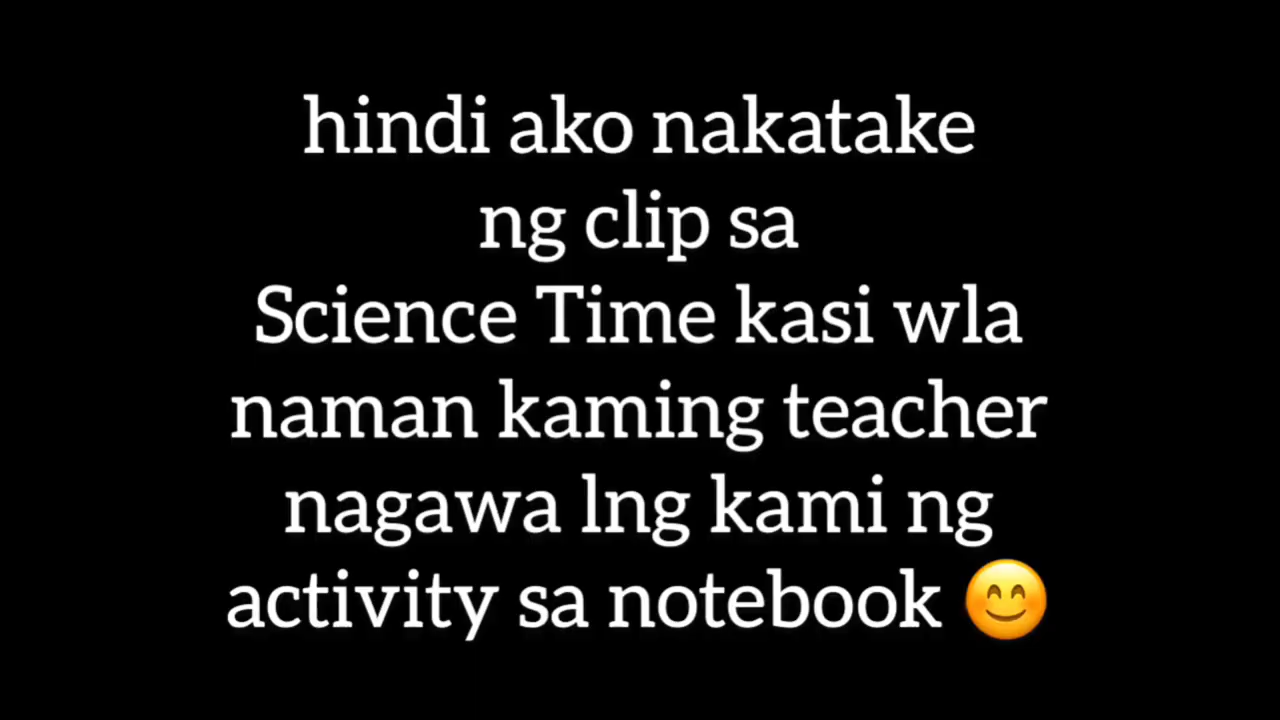 hindi ako nakatake
ng clip sa
Science Time kasi wla
naman kaming teacher
nagawa lng kami ng
activity sa notebook 😊